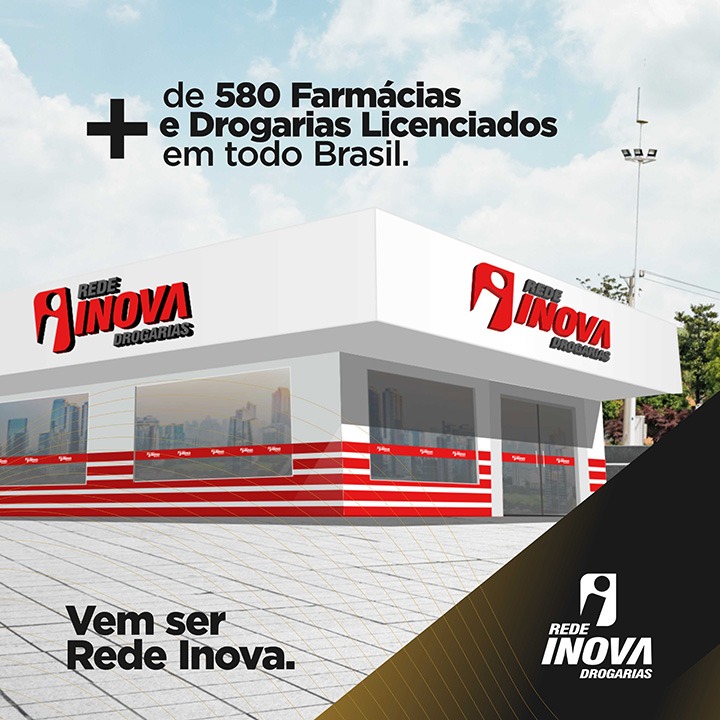 + de 580 Farmácias
e Drogarias Licenciados
em todo Brasil.
REDE
INOVA
DROGARIAS
REDE
INOVA
DROGARIAS
Vem ser
Rede Inova.
REDE
INOVA
DROGARIAS